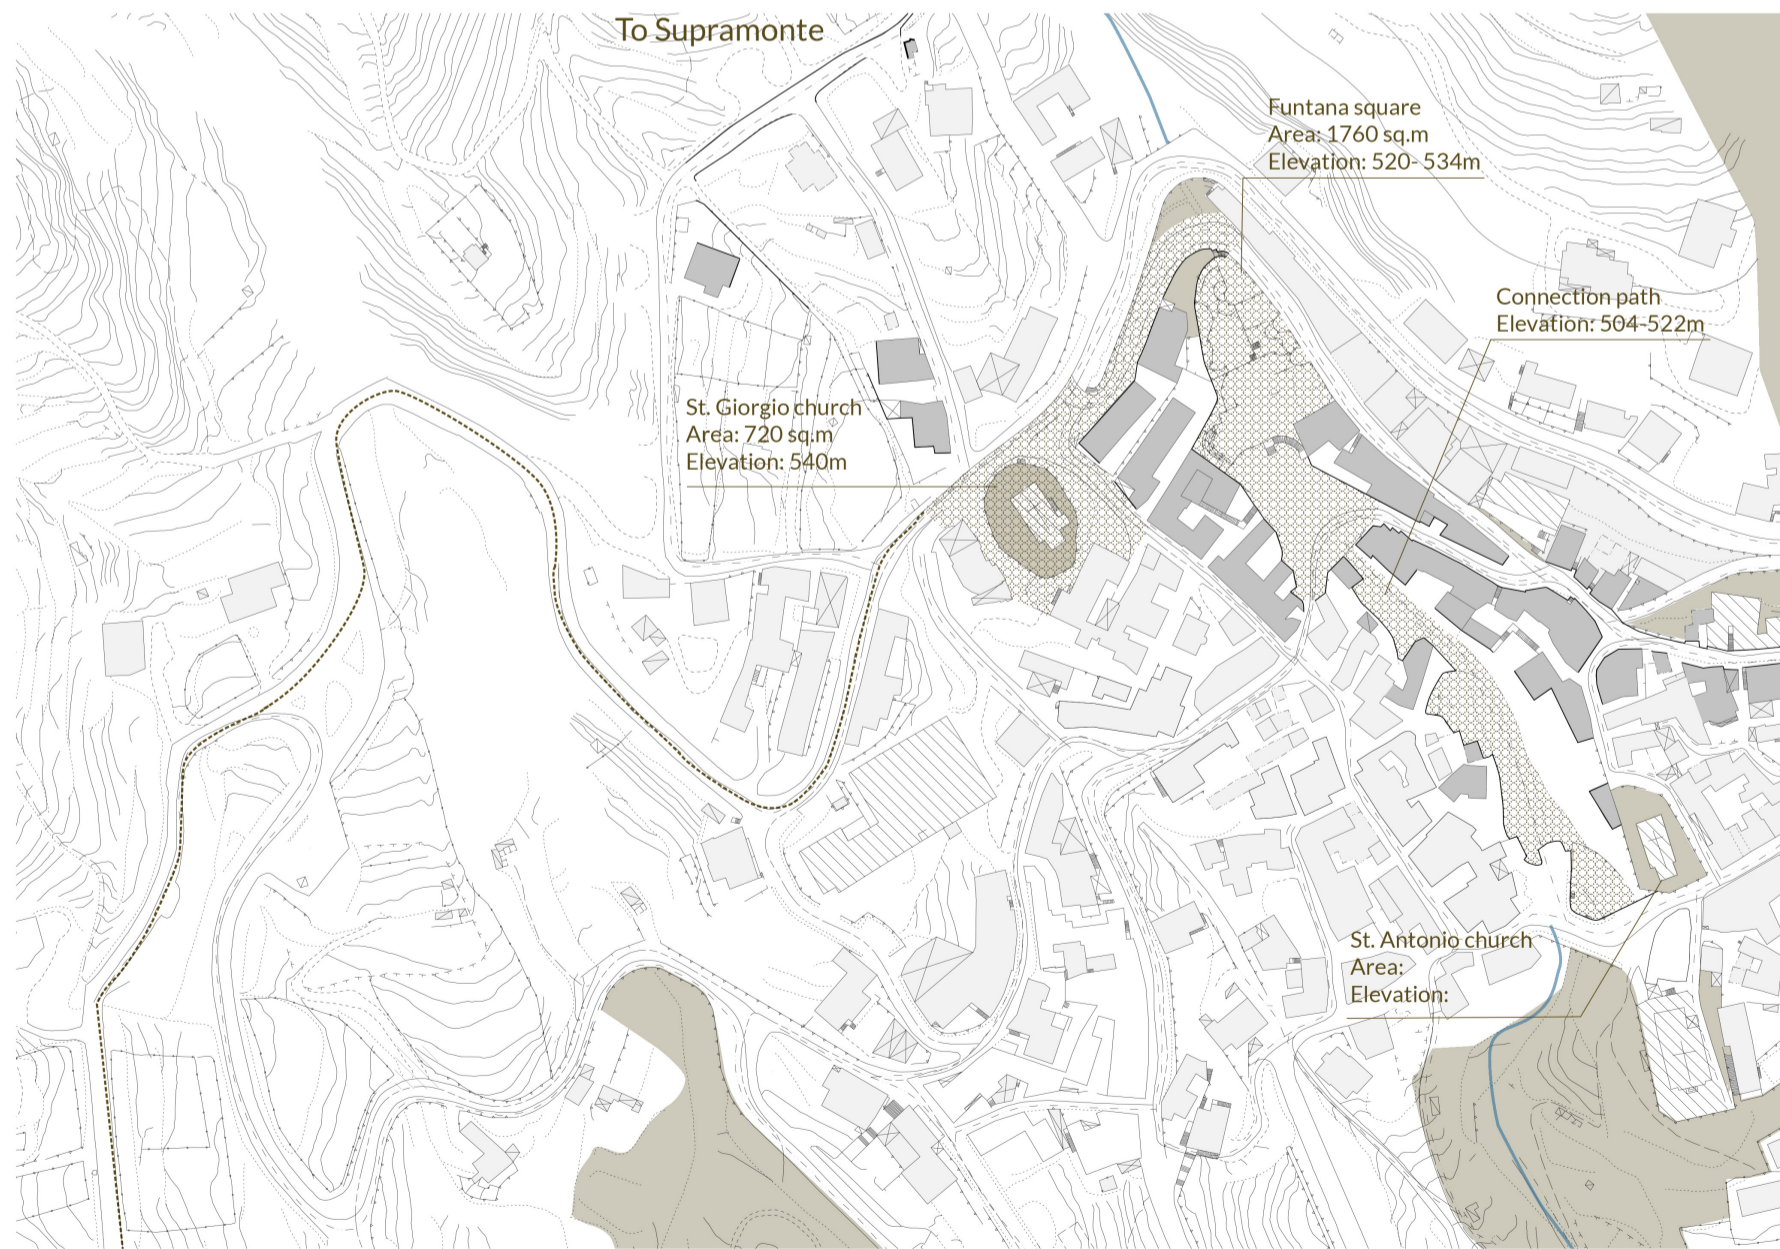 To Supramonte
Funtana square
Area: 1760 sq.m
Elevation: 520- 534m
Connection path
Elevation: 504-522m
St. Giorgio church
Area: 720 sq.m
Elevation: 540m
St. Antonio church
Area:
Elevation: